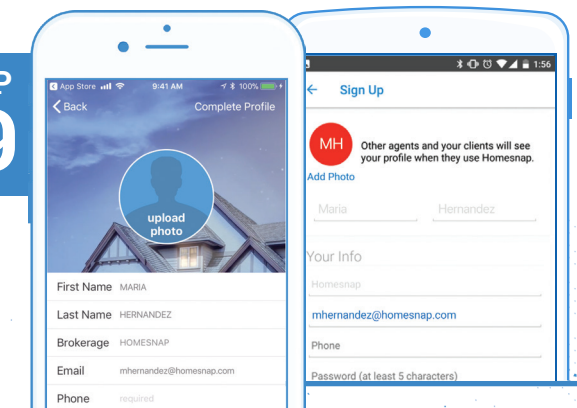 P
9
App Store
9:41 AM
100%
Back
Complete Profile
upload
photo
First Name MARIA
Last Name HERNANDEZ
Brokerage HOMESNAP
Email mhernandez@homesnap.com
Phone required
1:56
Sign Up
MH
Other agents and your clients will see
your profile when they use Homesnap.
Add Photo
Maria Hernandez
Your Info
Homesnap
mhernandez@homesnap.com
Phone
Password (at least 5 characters)